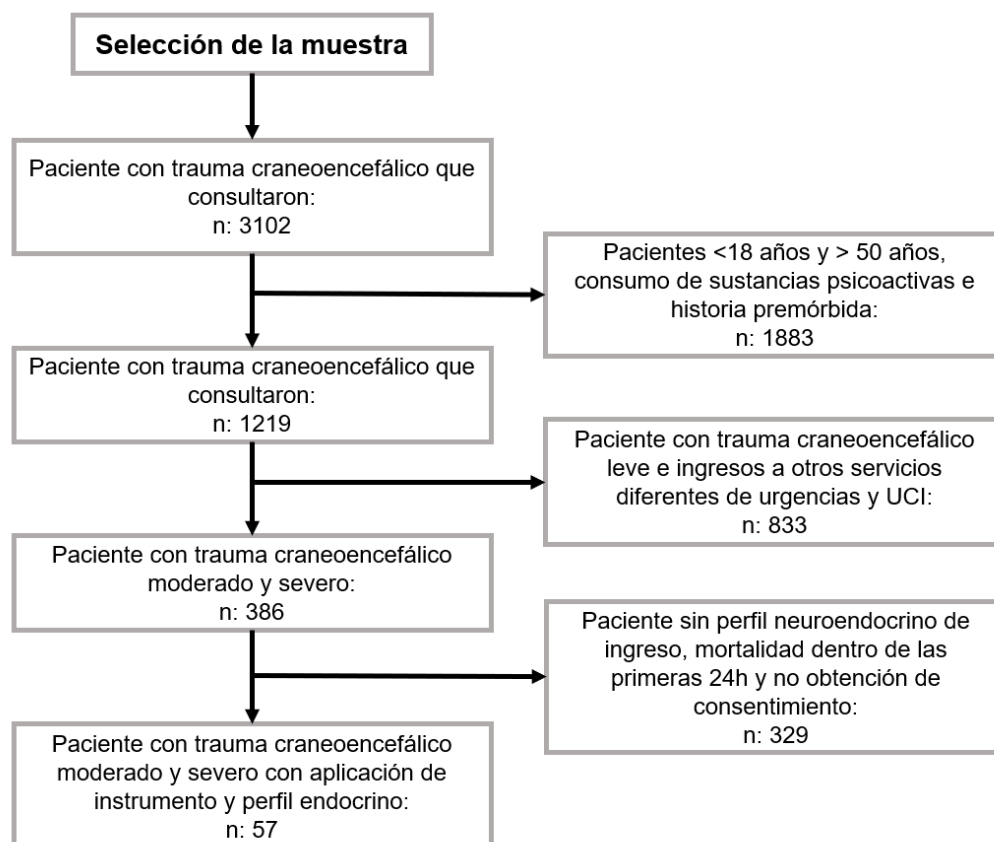 Selección de la muestra
Paciente con trauma craneoencefálico que
consultaron:
n: 3102
Pacientes <18 años y > 50 años,
consumo de sustancias psicoactivas e
historia premórbida:
n: 1883
Paciente con trauma craneoencefálico que
consultaron:
n: 1219
Paciente con trauma craneoencefálico
leve e ingresos a otros servicios
diferentes de urgencias y UCI:
n: 833
Paciente con trauma craneoencefálico
moderado y severo:
n: 386
Paciente sin perfil neuroendocrino de
ingreso, mortalidad dentro de las
primeras 24h y no obtención de
consentimiento:
n: 329
Paciente con trauma craneoencefálico
moderado y severo con aplicación de
instrumento y perfil endocrino:
n: 57